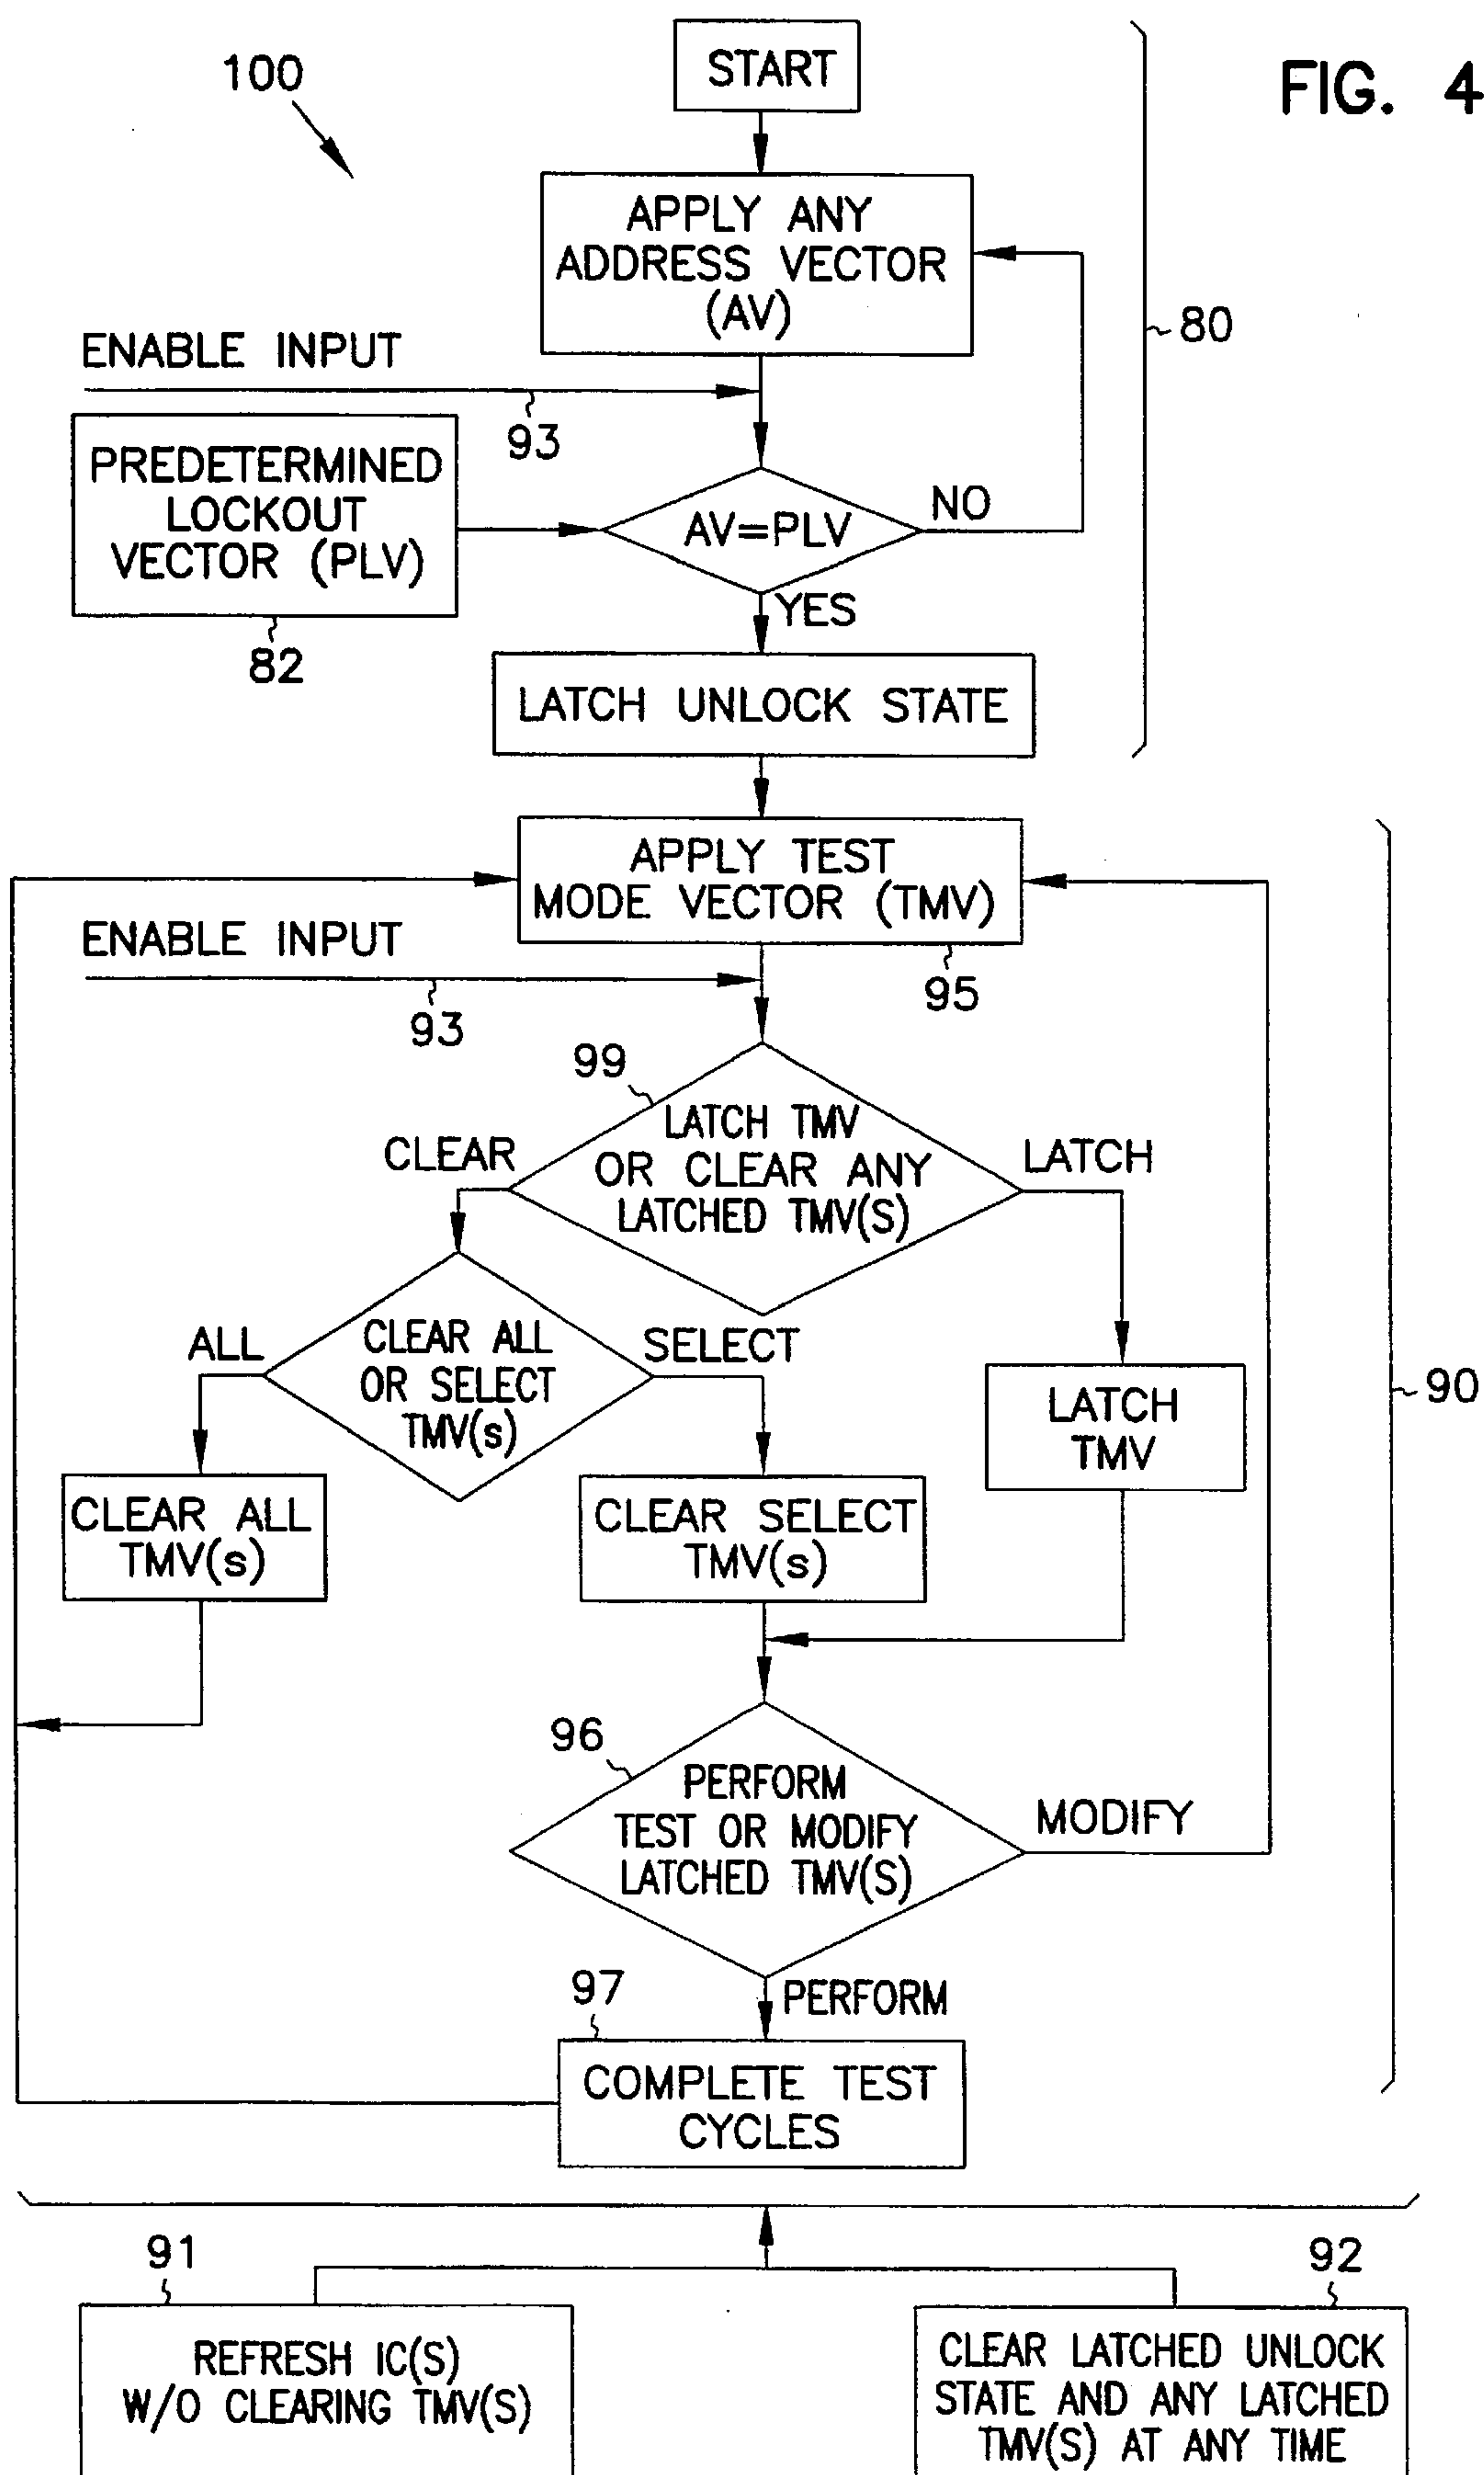 100
START
FIG. 4
APPLY ANY
ADDRESS VECTOR
(AV)
ENABLE INPUT
93
80
PREDETERMINED
LOCKOUT
VECTOR (PLV)
82
AV=PLV
NO
YES
LATCH UNLOCK STATE
APPLY TEST
MODE VECTOR (TMV)
95
ENABLE INPUT
93
99
LATCH TMV
OR CLEAR ANY
LATCHED TMV(S)
CLEAR
LATCH
CLEAR ALL
OR SELECT
TMV(s)
ALL
SELECT
LATCH
TMV
90
CLEAR ALL
TMV(s)
CLEAR SELECT
TMV(s)
96
PERFORM
TEST OR MODIFY
LATCHED TMV(S)
MODIFY
PERFORM
97
COMPLETE TEST
CYCLES
91
REFRESH IC(S)
W/O CLEARING TMV(S)
92
CLEAR LATCHED UNLOCK
STATE AND ANY LATCHED
TMV(S) AT ANY TIME